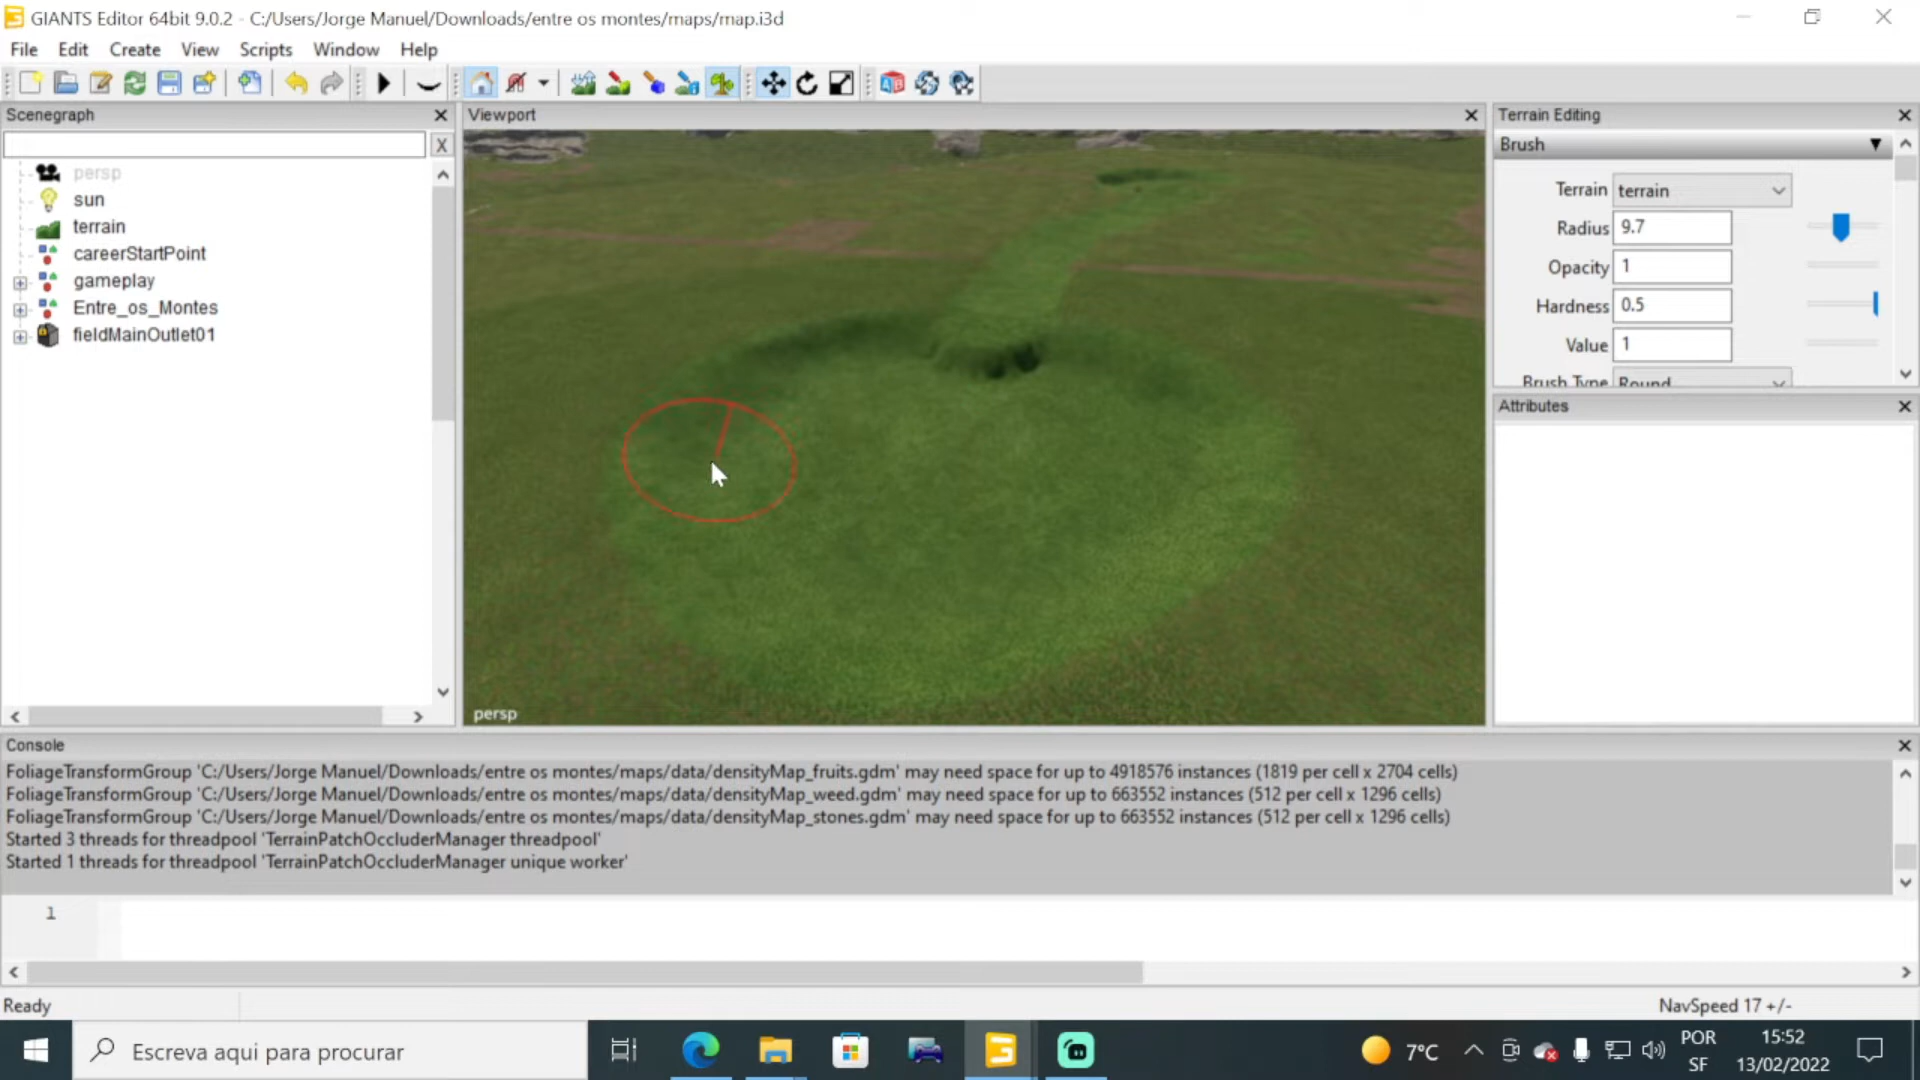 GIANTS Editor 64bit 9.0.2 - C:/Users/Jorge Manuel/Downloads/entre os montes/maps/map.i3d
File Edit Create View Scripts Window Help
Scenegraph
X
persp
sun
terrain
careerStartPoint
gameplay
Entre_os_Montes
fieldMainOutlet01
Viewport
persp
Terrain Editing
Brush
Terrain terrain
Radius 9.7
Opacity 1
Hardness 0.5
Value 1
Brush Type Round
Attributes
Console
FoliageTransformGroup 'C:/Users/Jorge Manuel/Downloads/entre os montes/maps/data/densityMap_fruits.gdm' may need space for up to 4918576 instances (1819 per cell x 2704 cells)
FoliageTransformGroup 'C:/Users/Jorge Manuel/Downloads/entre os montes/maps/data/densityMap_weed.gdm' may need space for up to 663552 instances (512 per cell x 1296 cells)
FoliageTransformGroup 'C:/Users/Jorge Manuel/Downloads/entre os montes/maps/data/densityMap_stones.gdm' may need space for up to 663552 instances (512 per cell x 1296 cells)
Started 3 threads for threadpool 'TerrainPatchOccluderManager threadpool'
Started 1 threads for threadpool 'TerrainPatchOccluderManager unique worker'
1
Ready
NavSpeed 17 +/-
Escreva aqui para procurar
7°C
POR
SF
15:52
13/02/2022